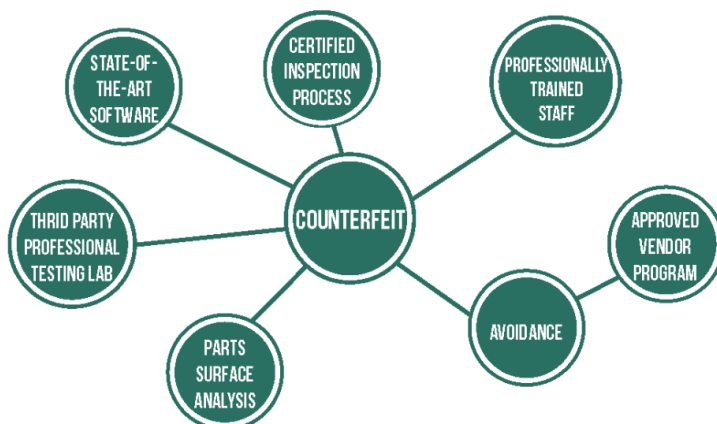 STATE-OF-
THE-ART
SOFTWARE
CERTIFIED
INSPECTION
PROCESS
PROFESSIONALLY
TRAINED
STAFF
COUNTERFEIT
THRID PARTY
PROFESSIONAL
TESTING LAB
APPROVED
VENDOR
PROGRAM
PARTS
SURFACE
ANALYSIS
AVOIDANCE